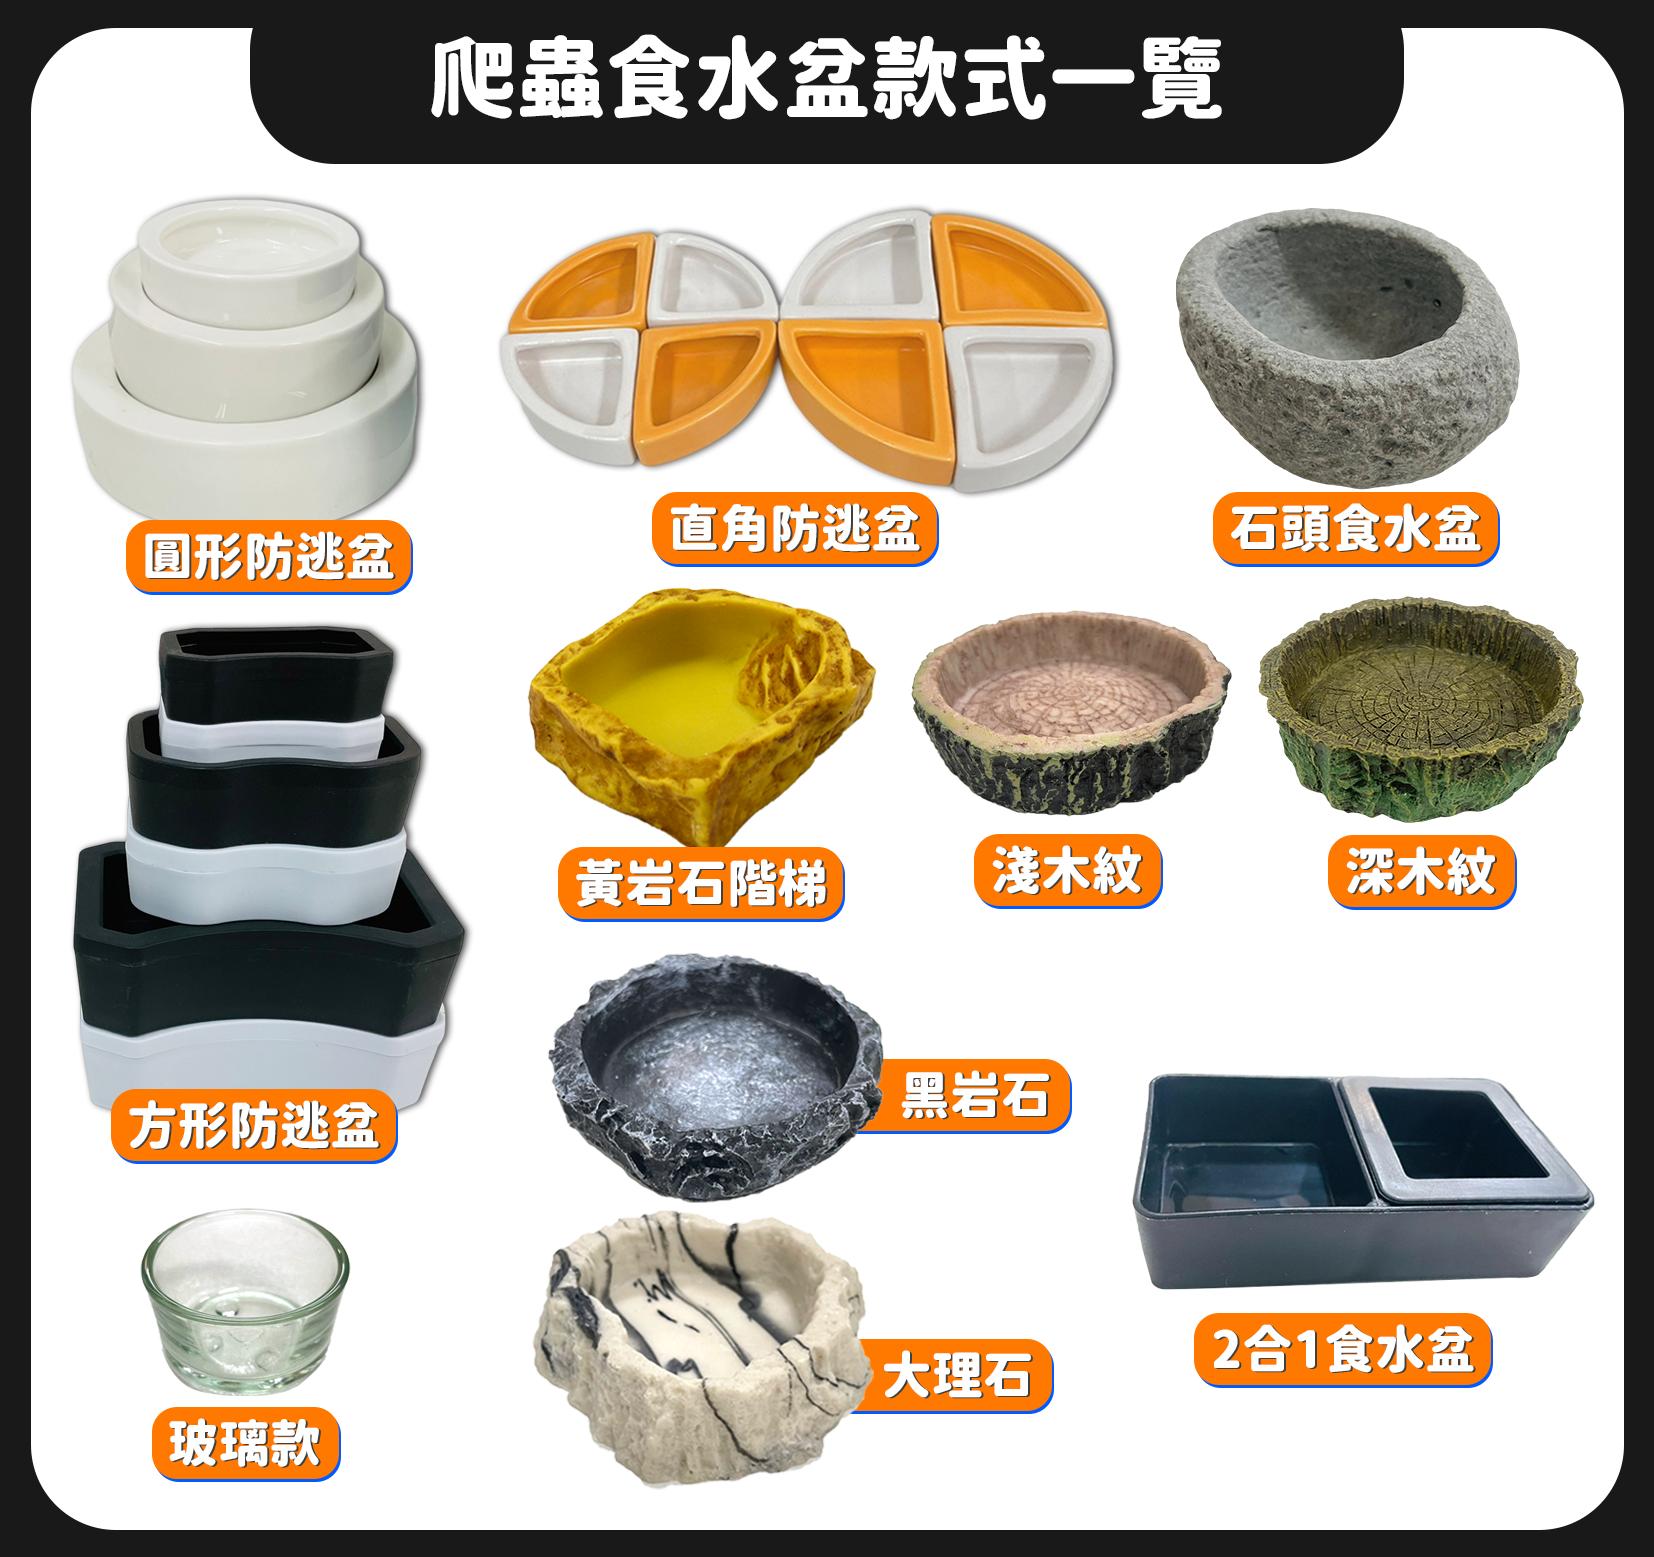 爬蟲食水盆款式一覽
圓形防逃盆
直角防逃盆
石頭食水盆
黃岩石階梯
淺木紋
深木紋
方形防逃盆
黑岩石
2合1食水盆
大理石
玻璃款